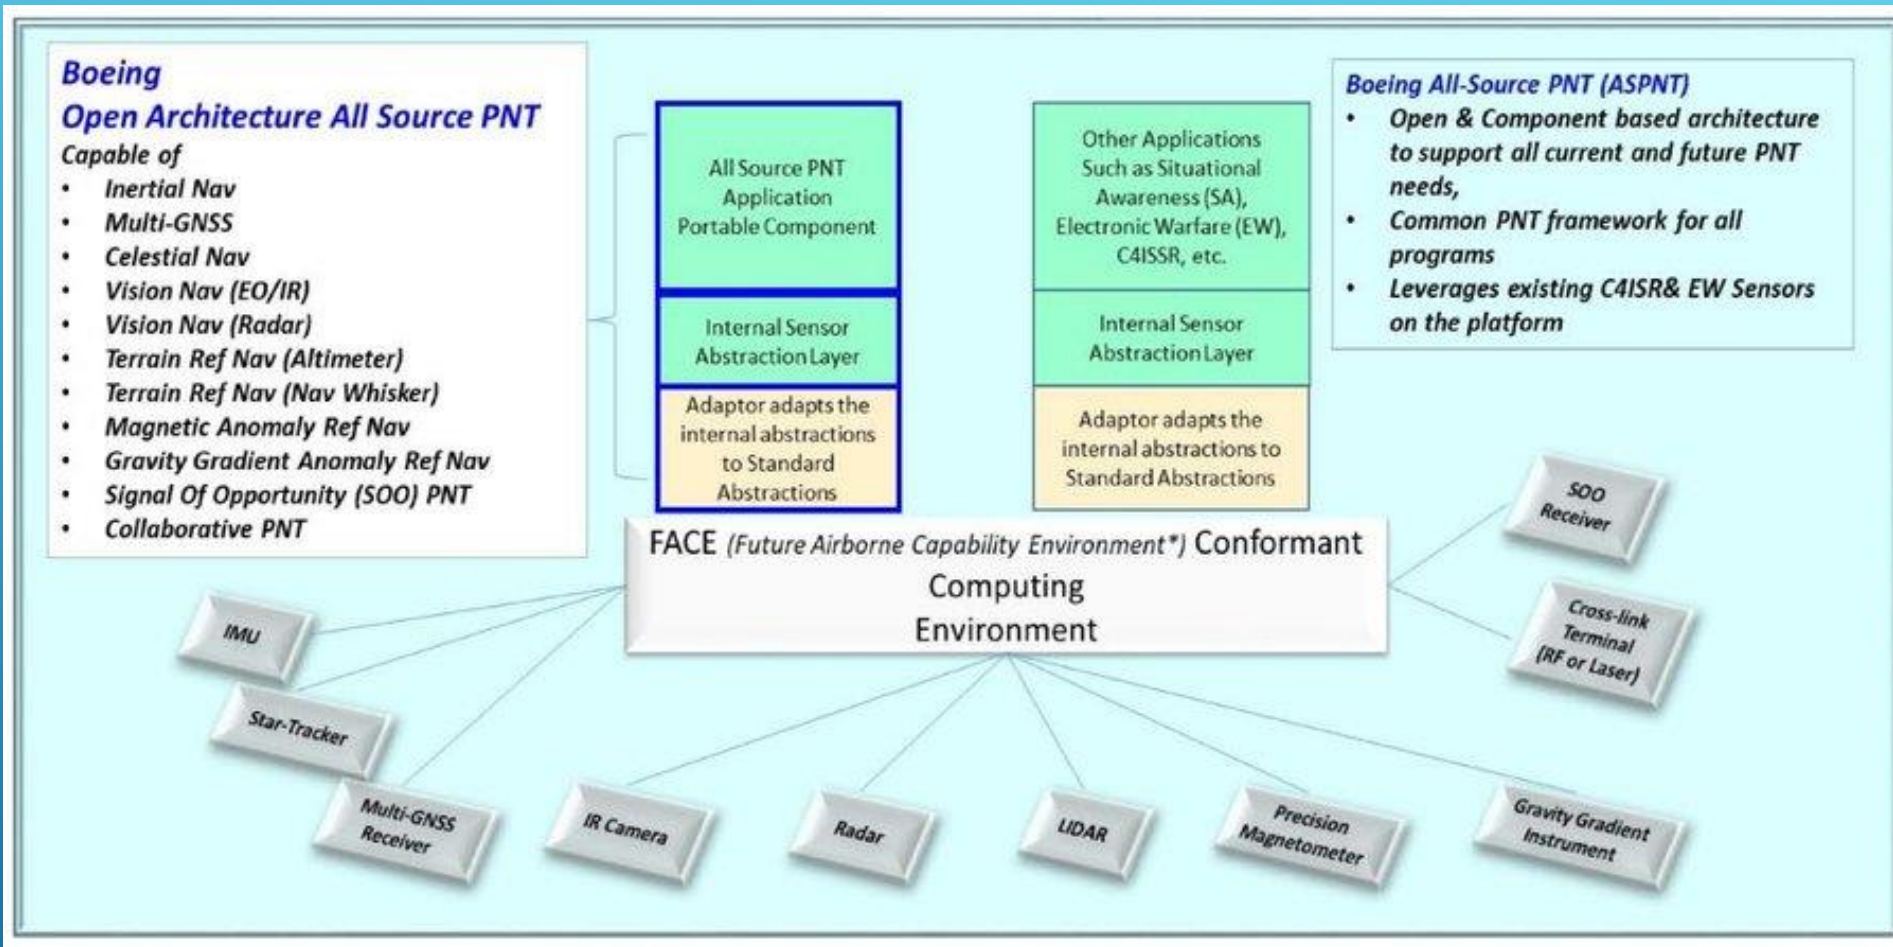 Boeing
Open Architecture All Source PNT
Capable of
• Inertial Nav
• Multi-GNSS
• Celestial Nav
• Vision Nav (EO/IR)
• Vision Nav (Radar)
• Terrain Ref Nav (Altimeter)
• Terrain Ref Nav (Nav Whisker)
• Magnetic Anomaly Ref Nav
• Gravity Gradient Anomaly Ref Nav
• Signal Of Opportunity (SOO) PNT
• Collaborative PNT
All Source PNT
Application
Portable Component
Internal Sensor
Abstraction Layer
Adaptor adapts the
internal abstractions
to Standard
Abstractions
Other Applications
Such as Situational
Awareness (SA),
Electronic Warfare (EW),
C4ISSR, etc.
Internal Sensor
Abstraction Layer
Adaptor adapts the
internal abstractions to
Standard Abstractions
Boeing All-Source PNT (ASPNT)
• Open & Component based architecture
to support all current and future PNT
needs,
• Common PNT framework for all
programs
• Leverages existing C4ISR& EW Sensors
on the platform
FACE (Future Airborne Capability Environment*) Conformant
Computing
Environment
IMU
Star-Tracker
Multi-GNSS
Receiver
IR Camera
Radar
LIDAR
Precision
Magnetometer
Gravity Gradient
Instrument
SOO
Receiver
Cross-link
Terminal
(RF or Laser)